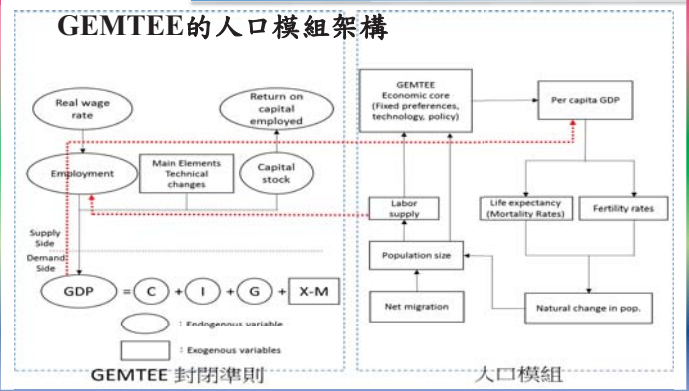 GEMTEE的人口模組架構
Real wage
rate
Return on
capital
employed
Employment
Main Elements
Technical
changes
Capital
stock
Supply
Side
Demand
Side
GDP
=
C
+
I
+
G
+
X-M
: Endogenous variable
: Exogenous variables
GEMTEE 封閉準則
GEMTEE
Economic core
(Fixed preferences,
technology, policy)
Per capita GDP
Labor
supply
Life expectancy
(Mortality Rates)
Fertility rates
Population size
Net migration
Natural change in pop.
人口模組